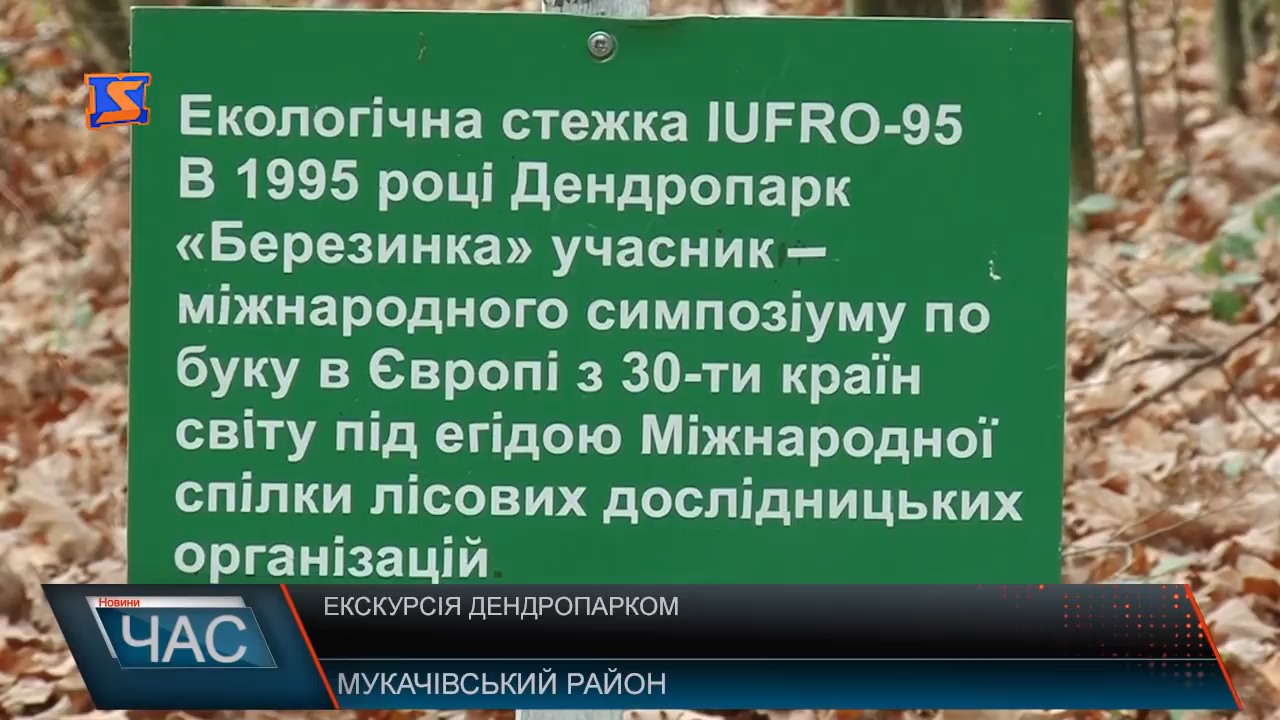 Екологічна стежка IUFRO-95
В 1995 році Дендропарк
«Березинка» учасник –
міжнародного симпозіуму по
буку в Європі з 30-ти країн
світу під егідою Міжнародної
спілки лісових дослідницьких
організацій.
Новини
ЧАС
ЕКСКУРСІЯ ДЕНДРОПАРКОМ
МУКАЧІВСЬКИЙ РАЙОН